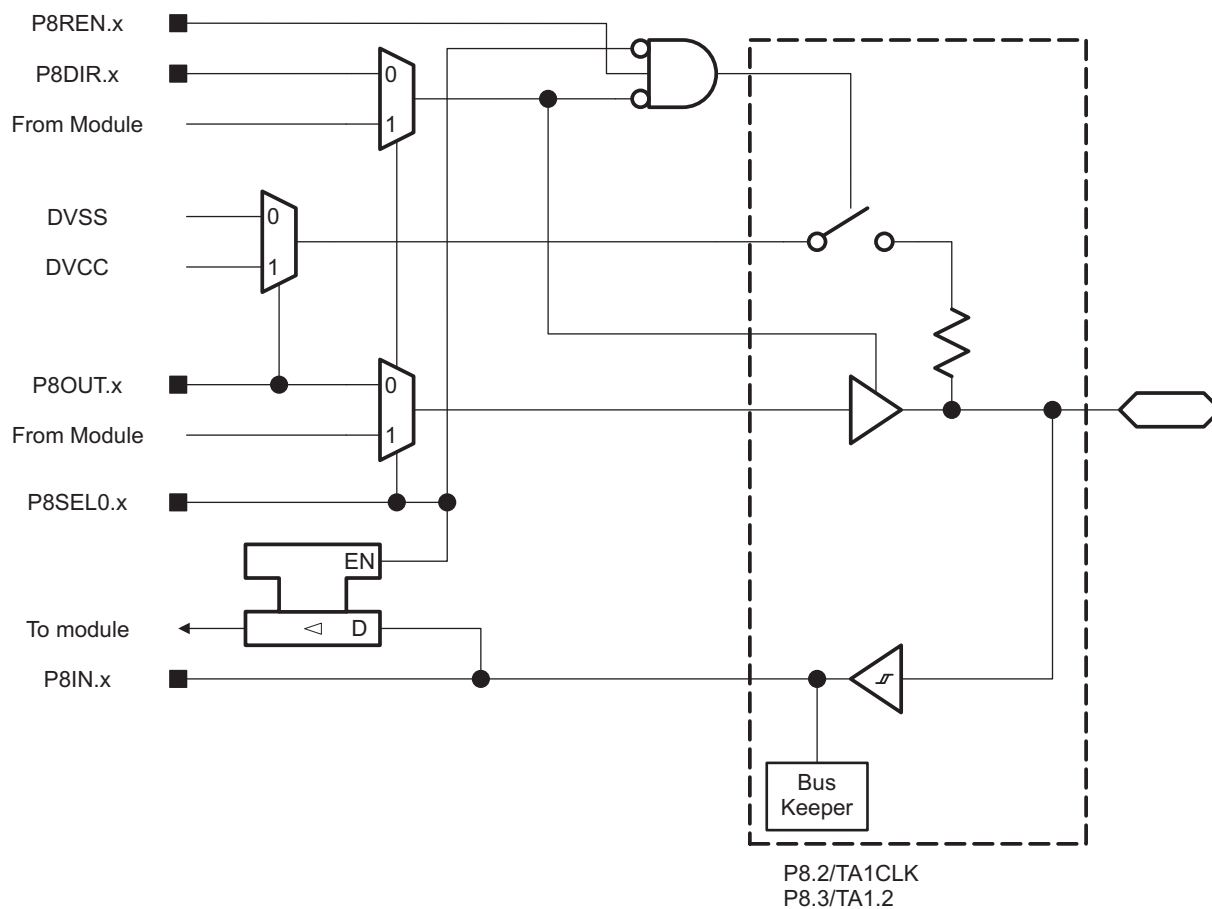 P8REN.x
P8DIR.x
0
From Module
1
DVSS
0
DVCC
1
P8OUT.x
0
From Module
1
P8SEL0.x
EN
To module
D
P8IN.x
Bus
Keeper
P8.2/TA1CLK
P8.3/TA1.2